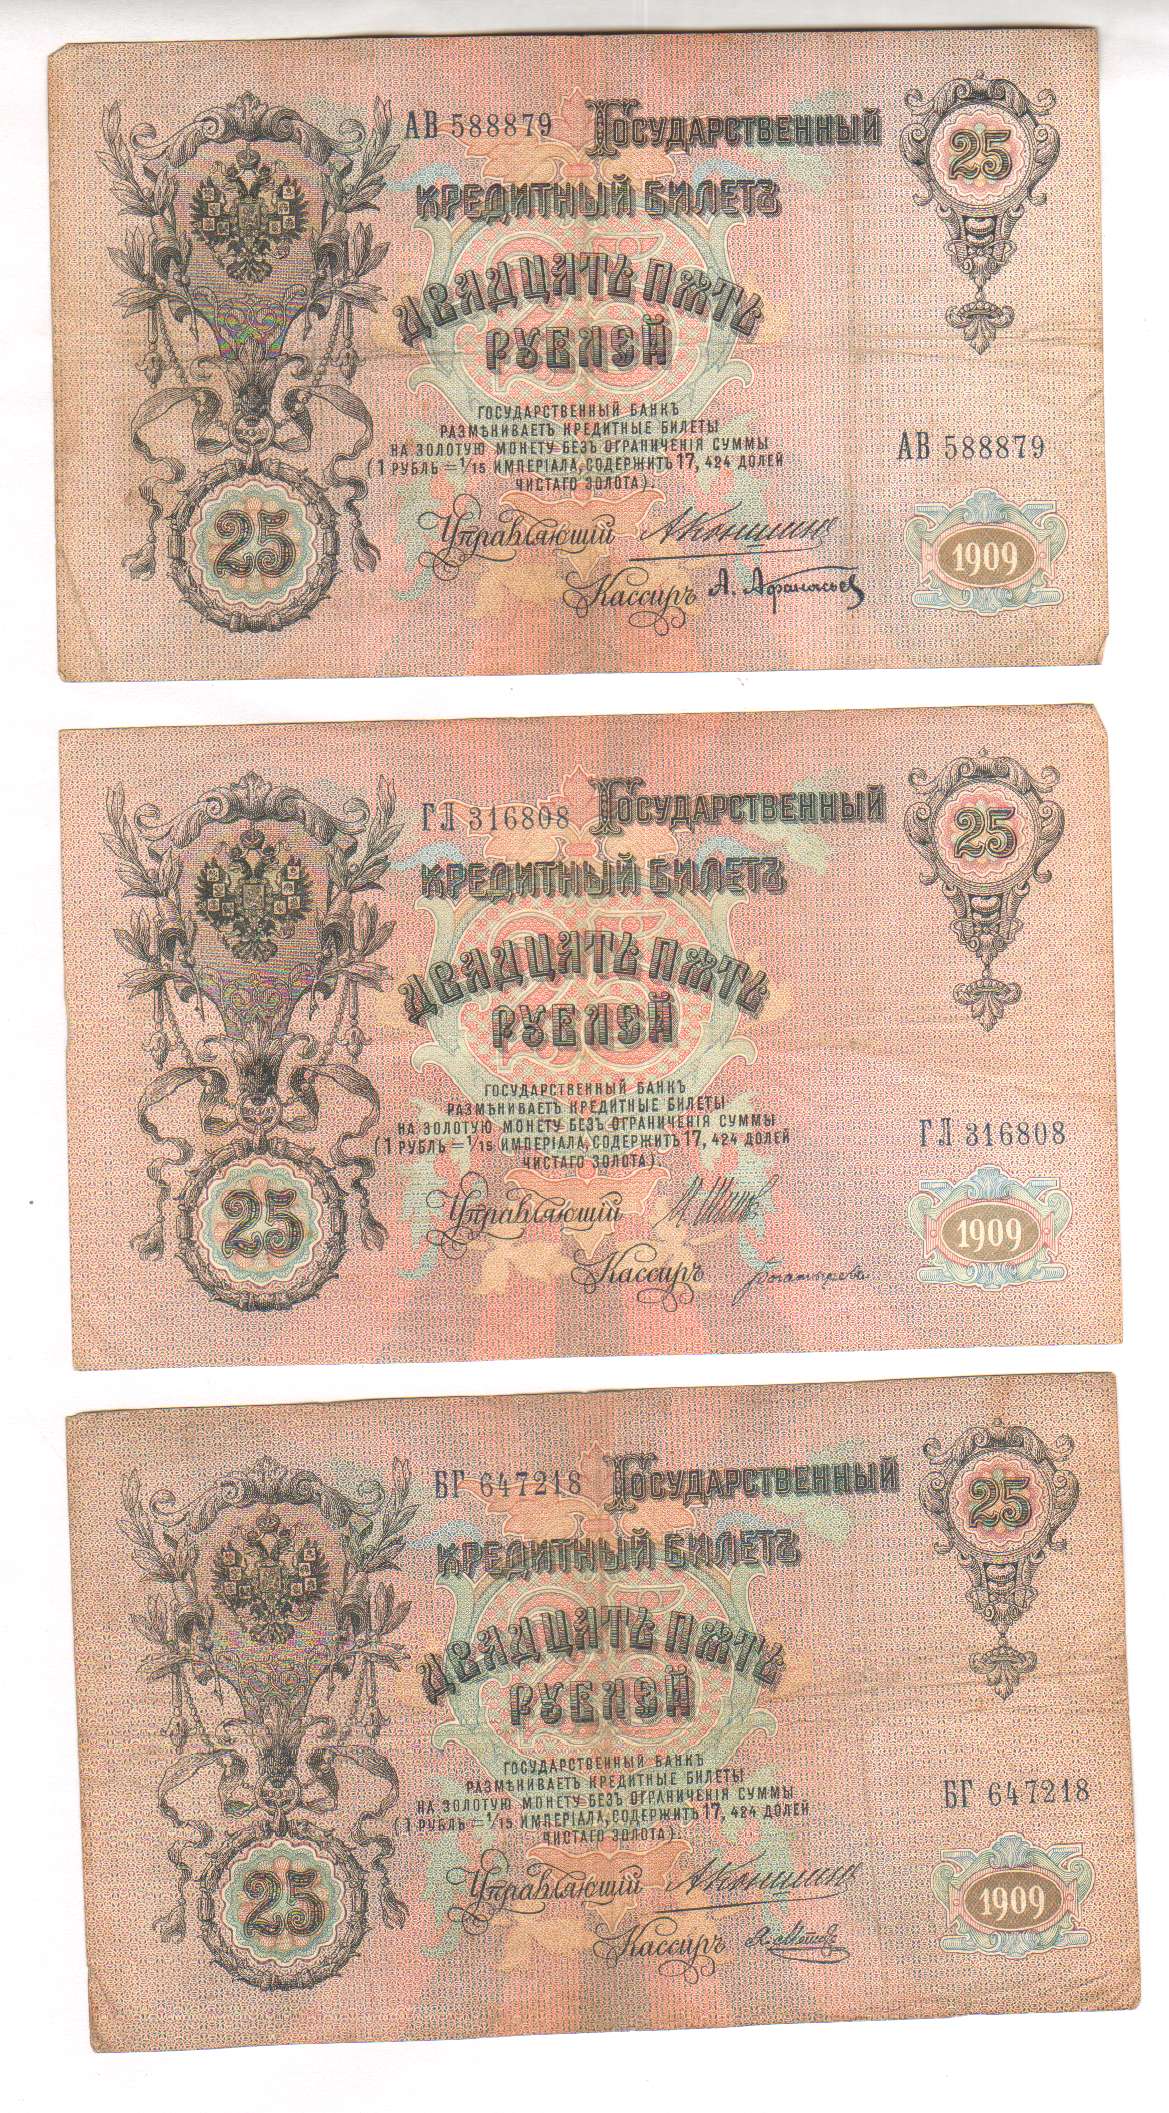 АВ 588879 Государственный 25
кредитный билетъ
двадцать пять
рублей
ГОСУДАРСТВЕННЫЙ БАНКЪ
РАЗМѢНИВАЕТЪ КРЕДИТНЫЕ БИЛЕТЫ
НА ЗОЛОТУЮ МОНЕТУ БЕЗЪ ОГРАНИЧЕНІЯ СУММЫ
(1 РУБЛЬ = 1/15 ИМПЕРІАЛА, СОДЕРЖИТЪ 17, 424 ДОЛЕЙ
ЧИСТАГО ЗОЛОТА).
АВ 588879
25 Управляющій АКоншинъ 1909
Кассиръ А. Афанасьев
ГЛ 316808 Государственный 25
кредитный билетъ
двадцать пять
рублей
ГОСУДАРСТВЕННЫЙ БАНКЪ
РАЗМѢНИВАЕТЪ КРЕДИТНЫЕ БИЛЕТЫ
НА ЗОЛОТУЮ МОНЕТУ БЕЗЪ ОГРАНИЧЕНІЯ СУММЫ
(1 РУБЛЬ = 1/15 ИМПЕРІАЛА, СОДЕРЖИТЪ 17, 424 ДОЛЕЙ
ЧИСТАГО ЗОЛОТА).
ГЛ 316808
25 Управляющій ИШипов 1909
Кассиръ Богатырев
БГ 647218 Государственный 25
кредитный билетъ
двадцать пять
рублей
ГОСУДАРСТВЕННЫЙ БАНКЪ
РАЗМѢНИВАЕТЪ КРЕДИТНЫЕ БИЛЕТЫ
НА ЗОЛОТУЮ МОНЕТУ БЕЗЪ ОГРАНИЧЕНІЯ СУММЫ
(1 РУБЛЬ = 1/15 ИМПЕРІАЛА, СОДЕРЖИТЪ 17, 424 ДОЛЕЙ
ЧИСТАГО ЗОЛОТА).
БГ 647218
25 Управляющій АКоншинъ 1909
Кассиръ